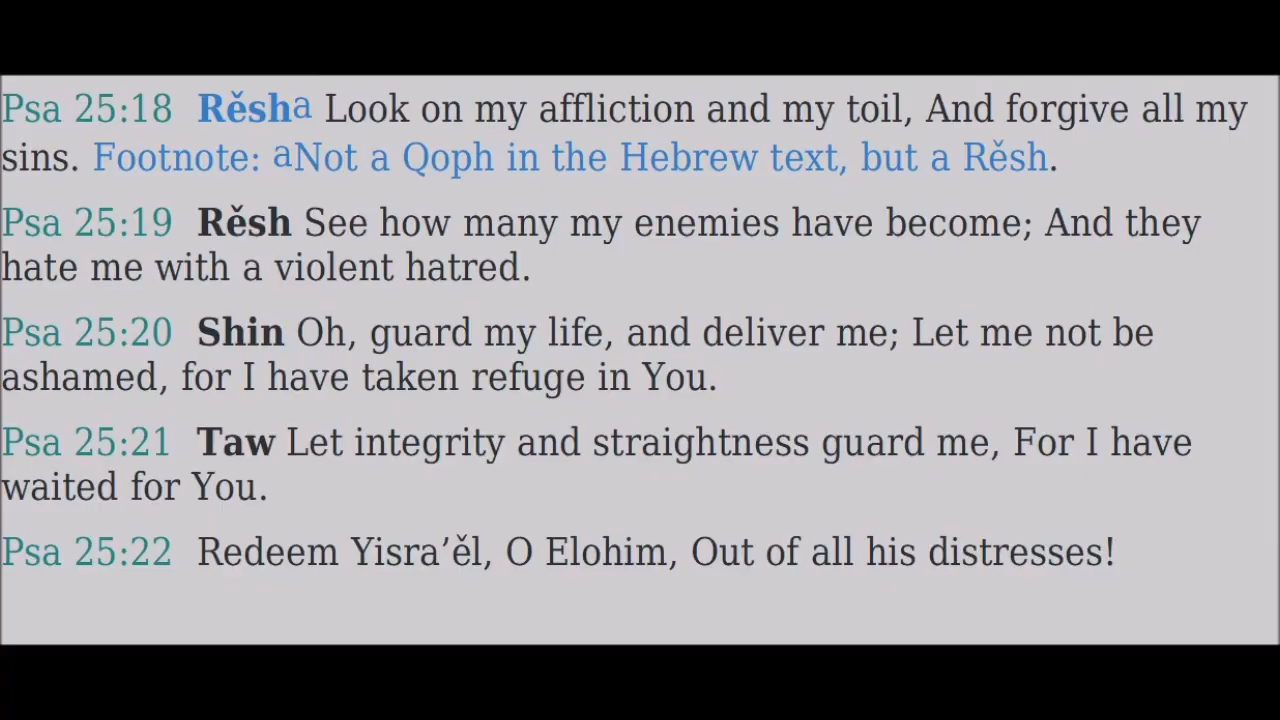 Psa 25:18 Rěsha Look on my affliction and my toil, And forgive all my
sins. Footnote: aNot a Qoph in the Hebrew text, but a Rěsh.
Psa 25:19 Rěsh See how many my enemies have become; And they
hate me with a violent hatred.
Psa 25:20 Shin Oh, guard my life, and deliver me; Let me not be
ashamed, for I have taken refuge in You.
Psa 25:21 Taw Let integrity and straightness guard me, For I have
waited for You.
Psa 25:22 Redeem Yisra’ěl, O Elohim, Out of all his distresses!